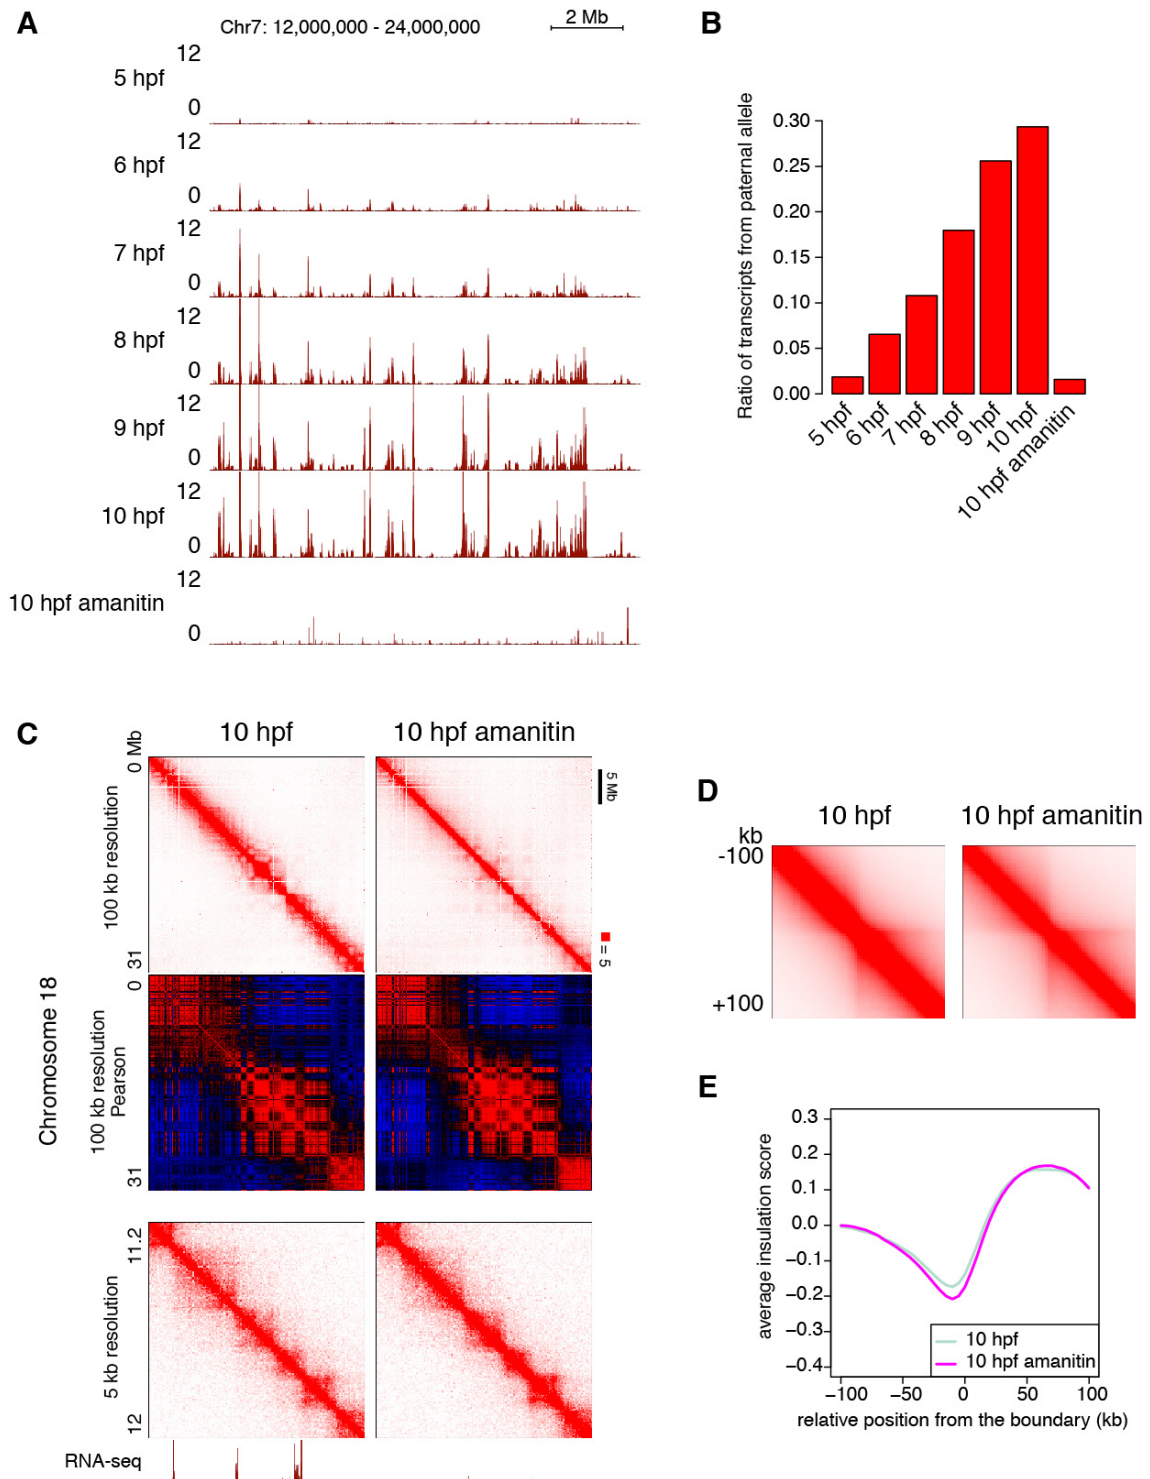 A
Chr7: 12,000,000 - 24,000,000
2 Mb
5 hpf
12
0
6 hpf
12
0
7 hpf
12
0
8 hpf
12
0
9 hpf
12
0
10 hpf
12
0
10 hpf amanitin
12
0
B
Ratio of transcripts from paternal allele
0.30
0.25
0.20
0.15
0.10
0.05
0.00
5 hpf
6 hpf
7 hpf
8 hpf
9 hpf
10 hpf
10 hpf amanitin
C
10 hpf
10 hpf amanitin
Chromosome 18
100 kb resolution
0 Mb
31
5 Mb
= 5
100 kb resolution
Pearson
0
31
5 kb resolution
11.2
12
RNA-seq
D
10 hpf
10 hpf amanitin
kb
-100
+100
E
average insulation score
0.3
0.2
0.1
0.0
−0.1
−0.2
−0.3
−0.4
10 hpf
10 hpf amanitin
−100
−50
0
50
100
relative position from the boundary (kb)